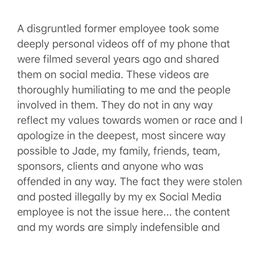 A disgruntled former employee took some
deeply personal videos off of my phone that
were filmed several years ago and shared
them on social media. These videos are
thoroughly humiliating to me and the people
involved in them. They do not in any way
reflect my values towards women or race and I
apologize in the deepest, most sincere way
possible to Jade, my family, friends, team,
sponsors, clients and anyone who was
offended in any way. The fact they were stolen
and posted illegally by my ex Social Media
employee is not the issue here... the content
and my words are simply indefensible and